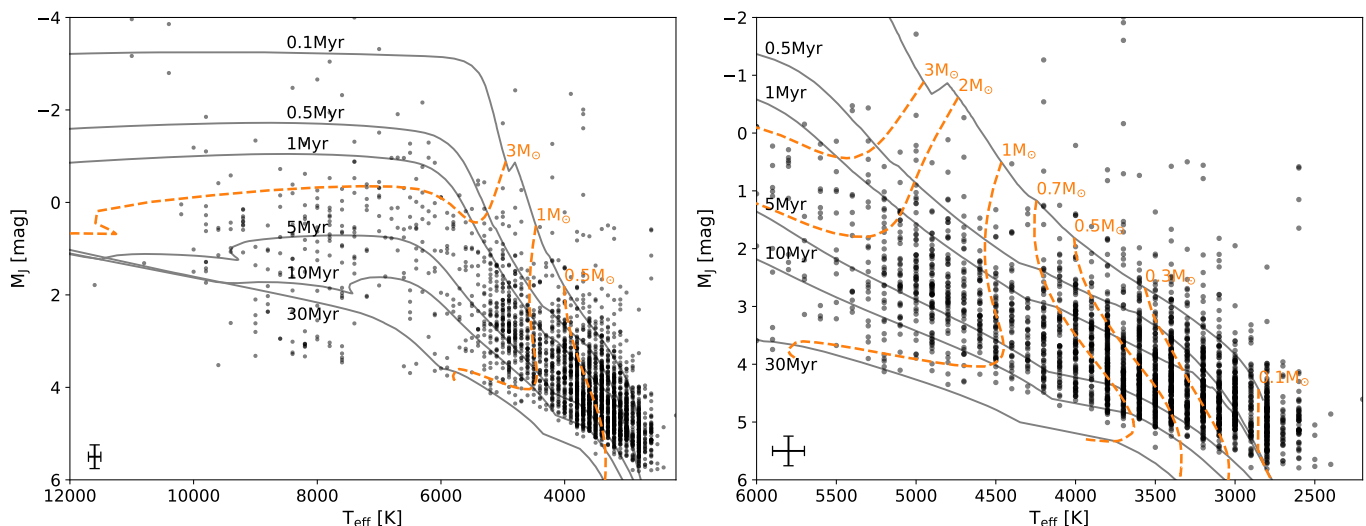 −4
−2
0
2
4
6
M_J [mag]
12000 10000 8000 6000 4000
T_eff [K]
0.1Myr
0.5Myr
1Myr
5Myr
10Myr
30Myr
3M☉
1M☉
0.5M☉
−2
−1
0
1
2
3
4
5
6
M_J [mag]
6000 5500 5000 4500 4000 3500 3000 2500
T_eff [K]
0.5Myr
1Myr
5Myr
10Myr
30Myr
3M☉
2M☉
1M☉
0.7M☉
0.5M☉
0.3M☉
0.1M☉